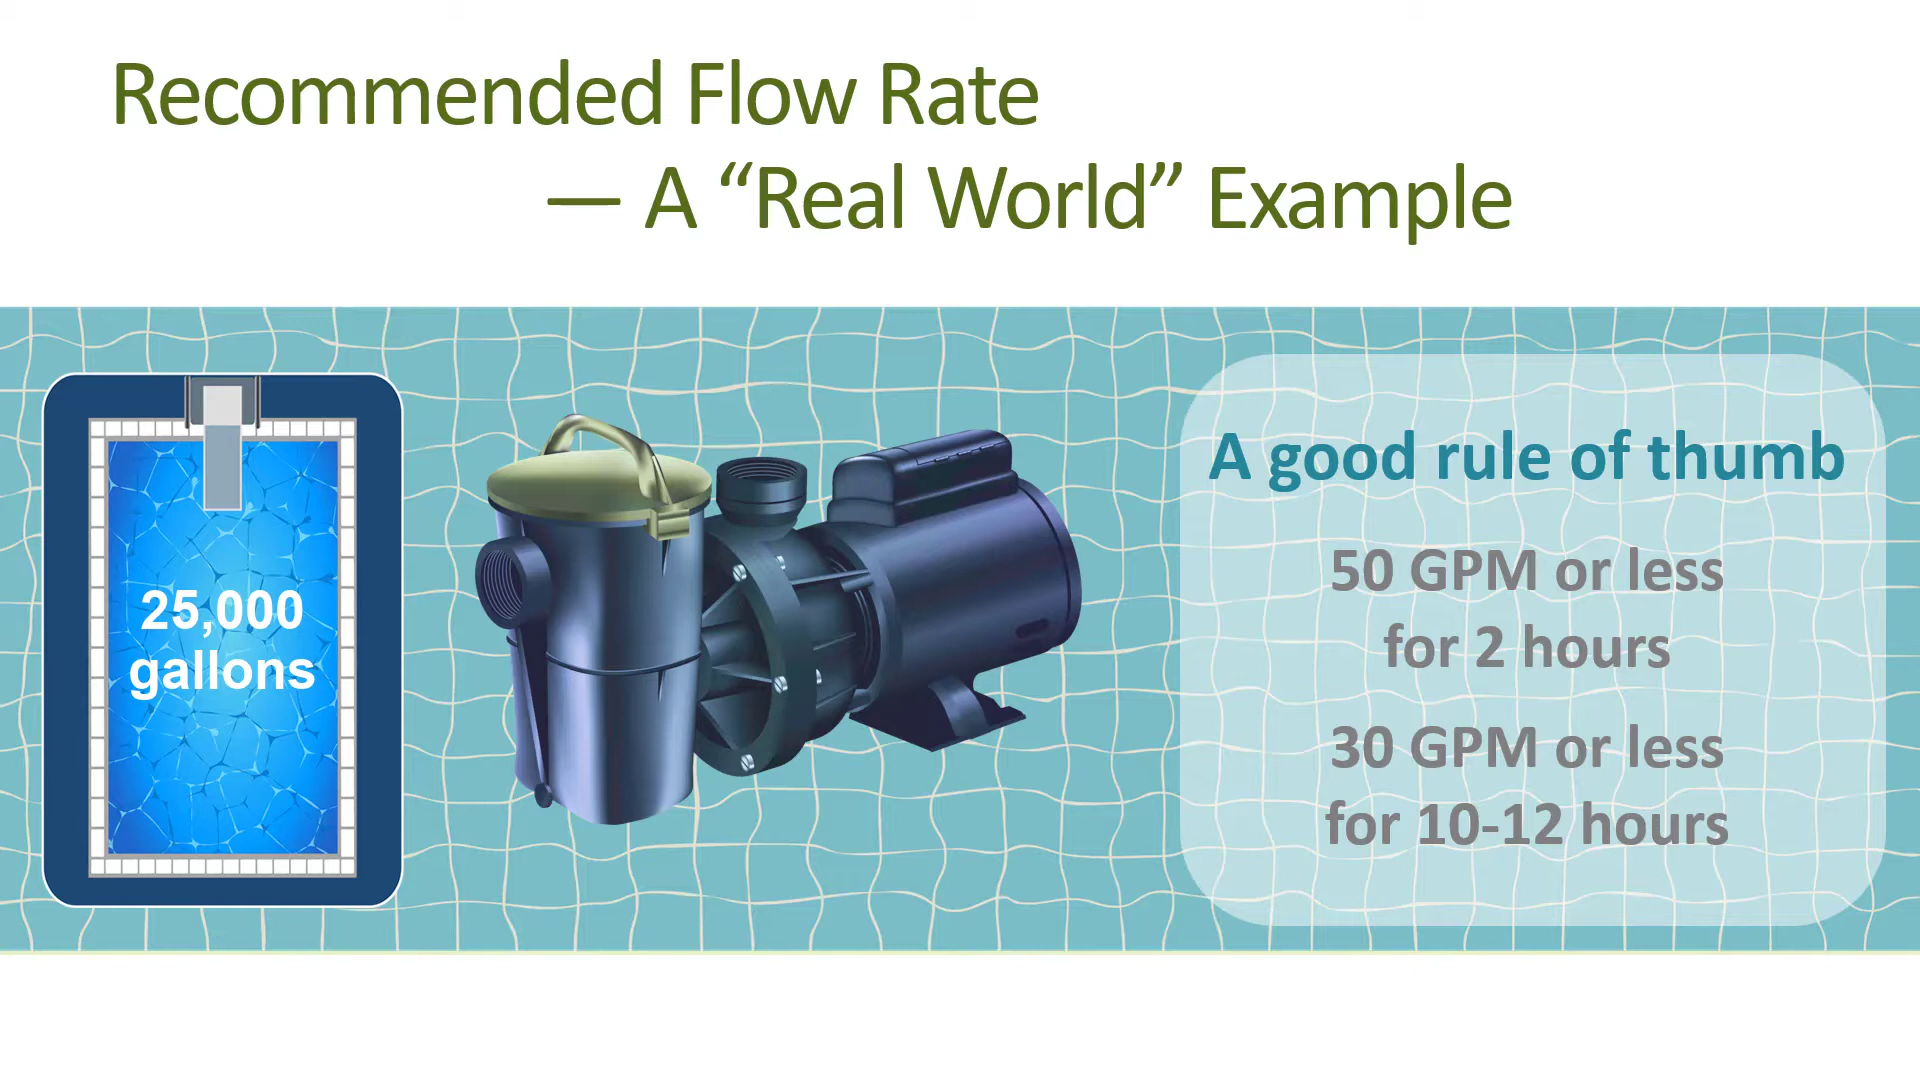 Recommended Flow Rate
— A “Real World” Example
25,000
gallons
A good rule of thumb
50 GPM or less
for 2 hours
30 GPM or less
for 10-12 hours